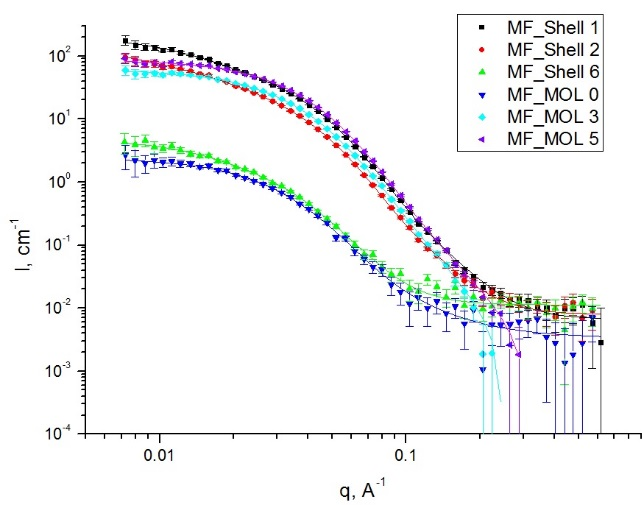 MF_Shell 1
MF_Shell 2
MF_Shell 6
MF_MOL 0
MF_MOL 3
MF_MOL 5
10²
10¹
10⁰
10⁻¹
10⁻²
10⁻³
10⁻⁴
I, cm⁻¹
0.01
0.1
q, A⁻¹